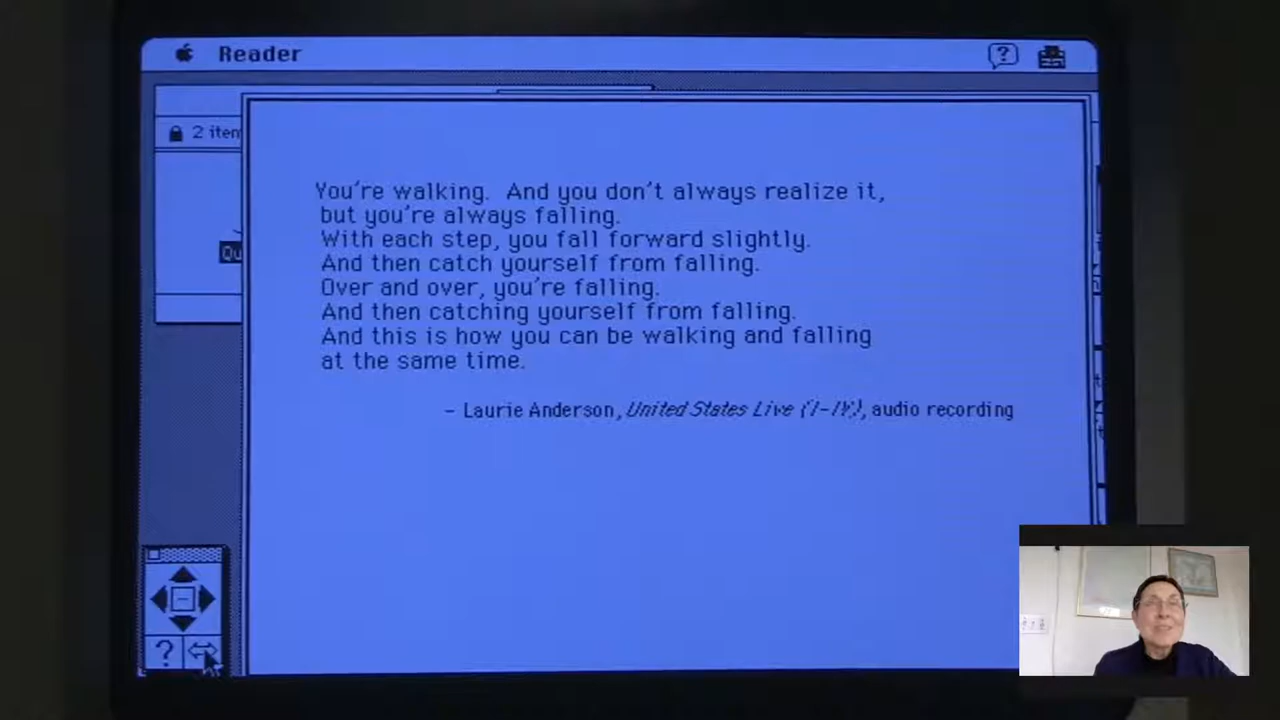 Reader
2 item
Qu
You're walking. And you don't always realize it,
but you're always falling.
With each step, you fall forward slightly.
And then catch yourself from falling.
Over and over, you're falling.
And then catching yourself from falling.
And this is how you can be walking and falling
at the same time.
– Laurie Anderson, United States Live (I-IV), audio recording
?